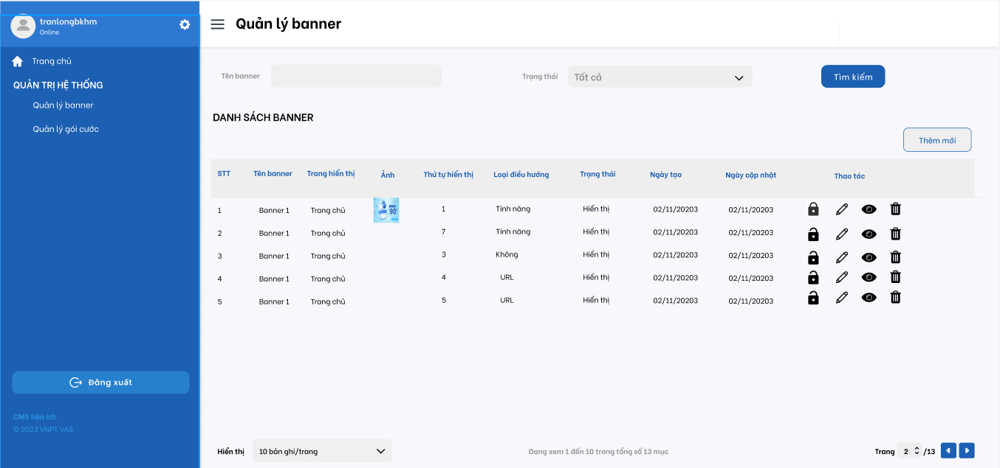 tranlongbkhm
Online
Quản lý banner
Trang chủ
QUẢN TRỊ HỆ THỐNG
Quản lý banner
Quản lý gói cước
Đăng xuất
CMS tiện ích
© 2023 VNPT VAS
Tên banner
Trạng thái Tất cả
Tìm kiếm
DANH SÁCH BANNER
Thêm mới
STT Tên banner Trang hiển thị Ảnh Thứ tự hiển thị Loại điều hướng Trạng thái Ngày tạo Ngày cập nhật Thao tác
1 Banner 1 Trang chủ 90° 1 Tính năng Hiển thị 02/11/20203 02/11/20203
2 Banner 1 Trang chủ 7 Tính năng Hiển thị 02/11/20203 02/11/20203
3 Banner 1 Trang chủ 3 Không Hiển thị 02/11/20203 02/11/20203
4 Banner 1 Trang chủ 4 URL Hiển thị 02/11/20203 02/11/20203
5 Banner 1 Trang chủ 5 URL Hiển thị 02/11/20203 02/11/20203
Hiển thị 10 bản ghi/trang
Đang xem 1 đến 10 trong tổng số 13 mục
Trang 2 /13